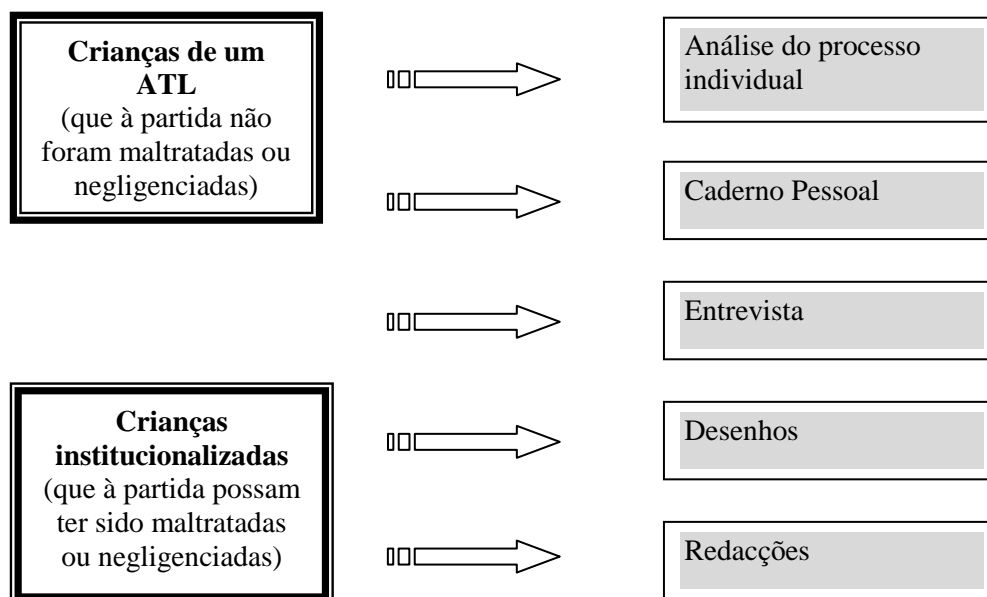 Crianças de um
ATL
(que à partida não
foram maltratadas ou
negligenciadas)
Análise do processo
individual
Caderno Pessoal
Entrevista
Crianças
institucionalizadas
(que à partida possam
ter sido maltratadas
ou negligenciadas)
Desenhos
Redacções